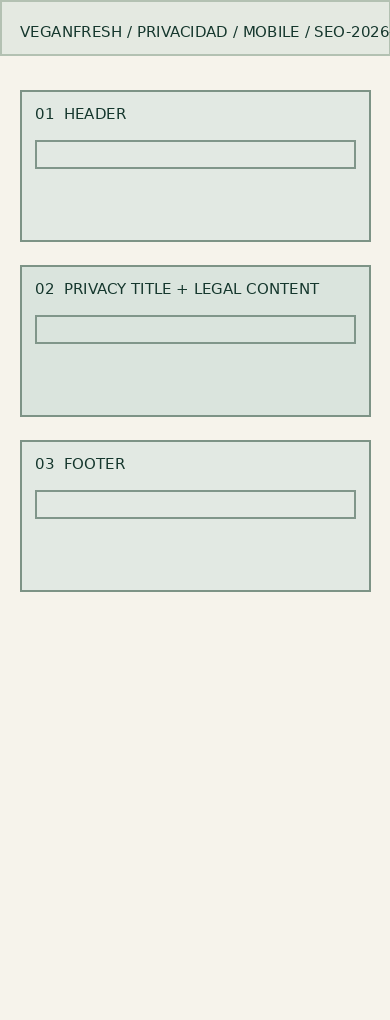 VEGANFRESH / PRIVACIDAD / MOBILE / SEO-2026
01 HEADER
02 PRIVACY TITLE + LEGAL CONTENT
03 FOOTER